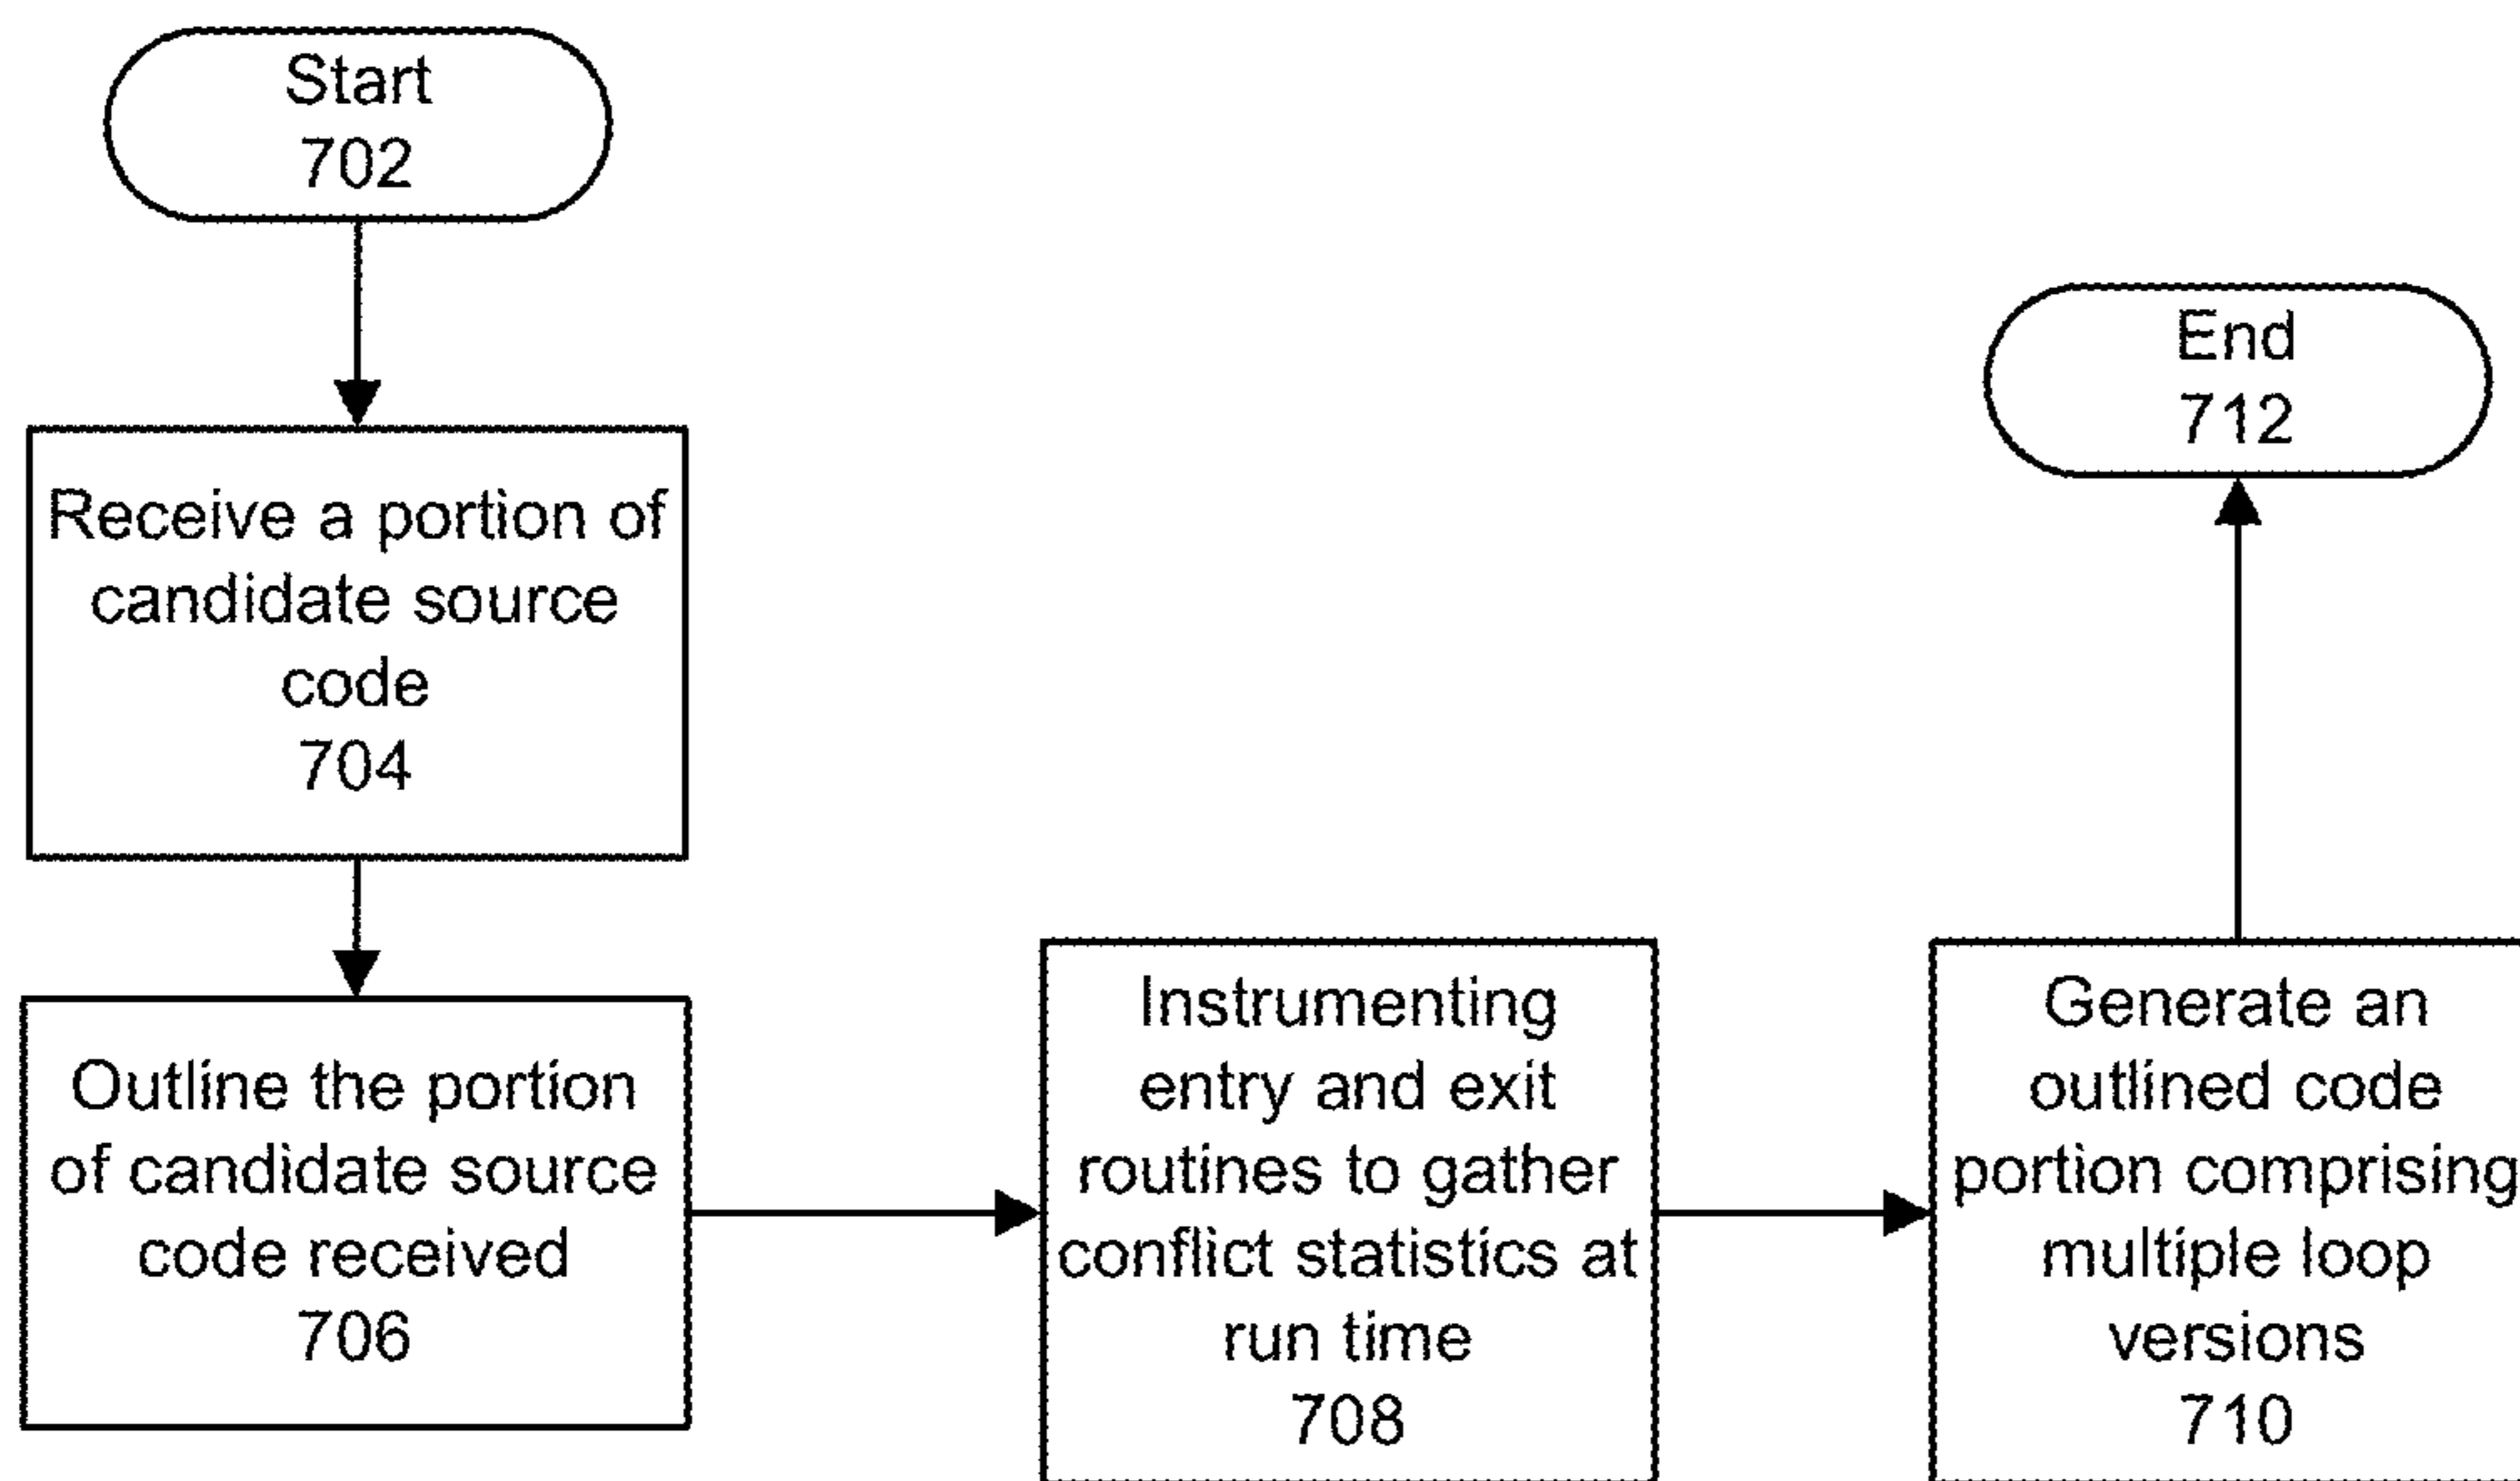 Start
702
Receive a portion of
candidate source
code
704
Outline the portion
of candidate source
code received
706
Instrumenting
entry and exit
routines to gather
conflict statistics at
run time
708
Generate an
outlined code
portion comprising
multiple loop
versions
710
End
712